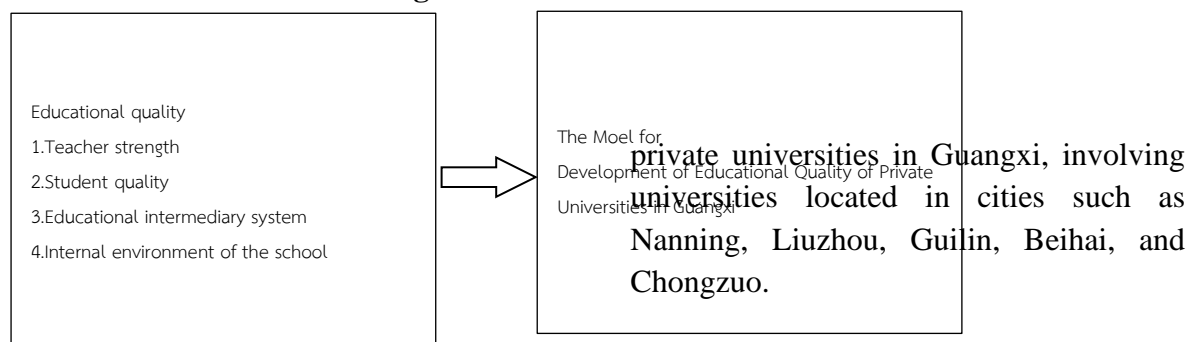 Educational quality
1.Teacher strength
2.Student quality
3.Educational intermediary system
4.Internal environment of the school
The Moel for
Development of Educational Quality of Private
Universities in Guangxi
private universities in Guangxi, involving
universities located in cities such as
Nanning, Liuzhou, Guilin, Beihai, and
Chongzuo.